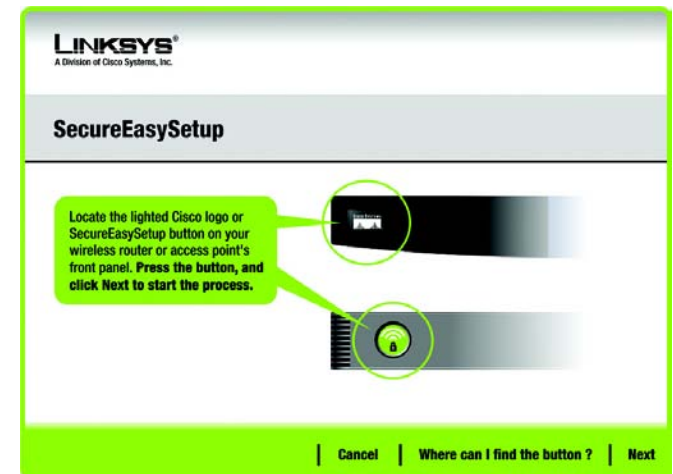 LINKSYS®
A Division of Cisco Systems, Inc.
SecureEasySetup
Locate the lighted Cisco logo or
SecureEasySetup button on your
wireless router or access point's
front panel. Press the button, and
click Next to start the process.
Cancel | Where can I find the button ? | Next